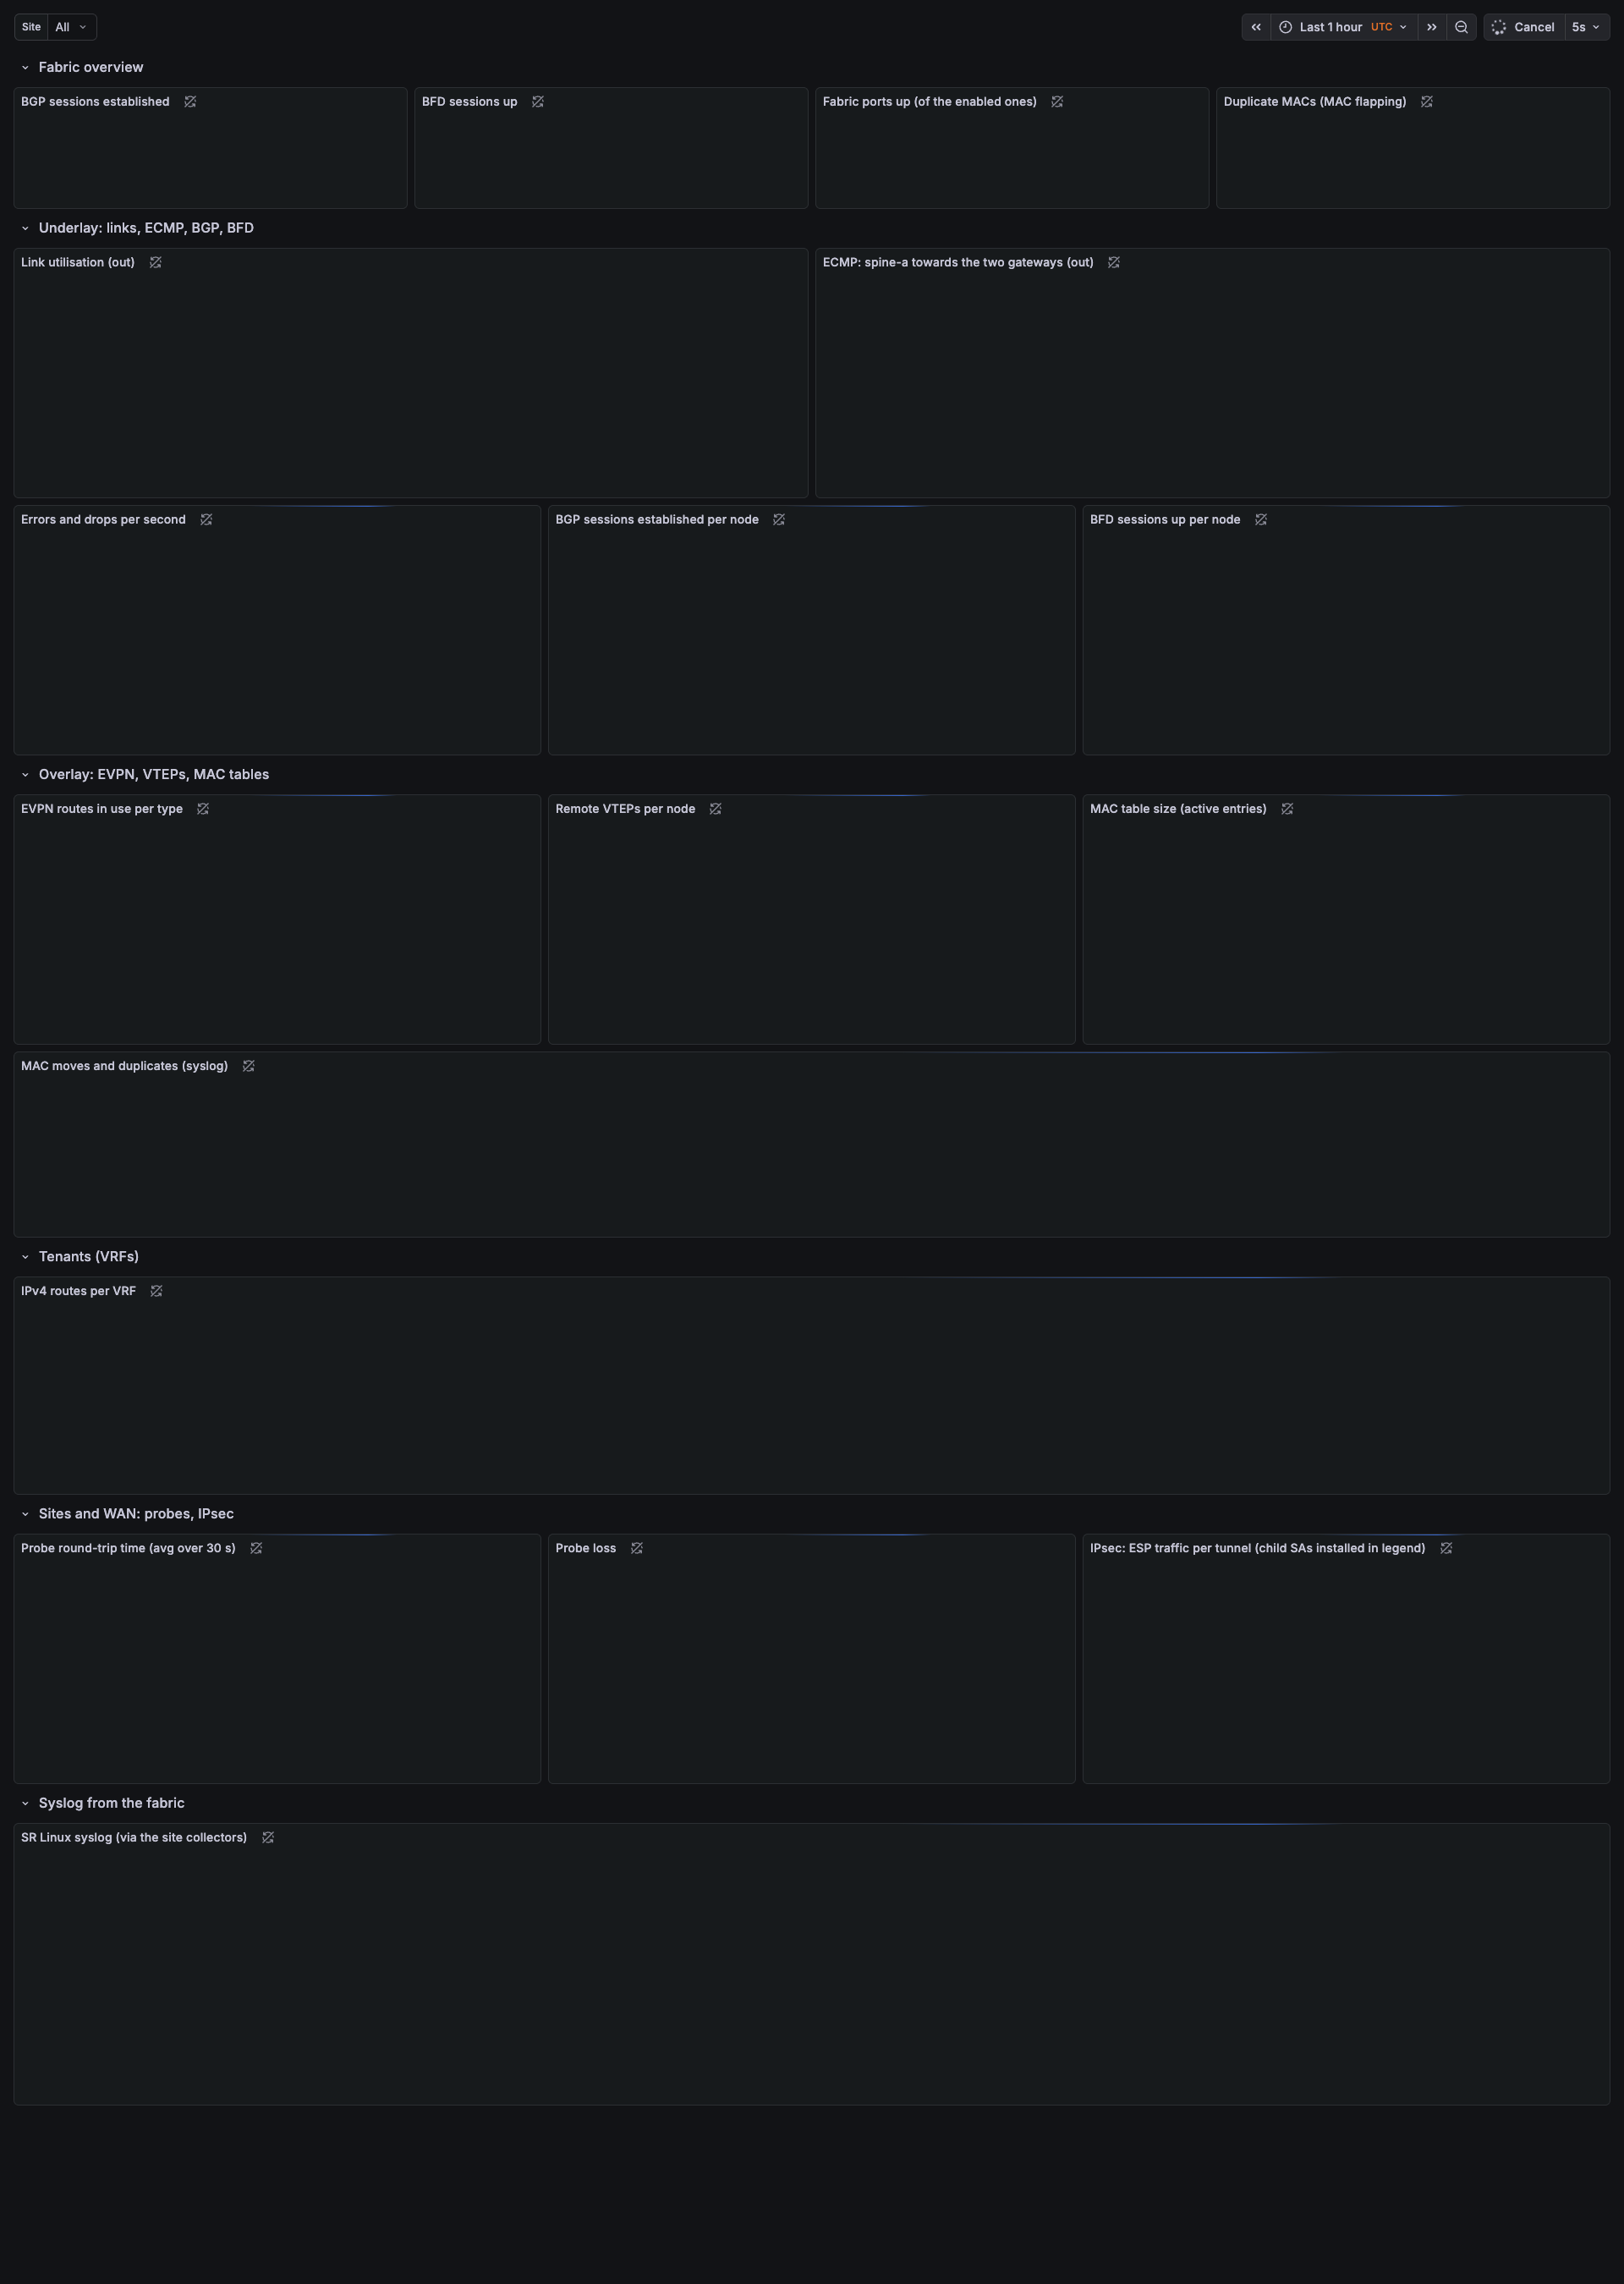 Site All Last 1 hour UTC Cancel 5s
Fabric overview
BGP sessions established BFD sessions up Fabric ports up (of the enabled ones) Duplicate MACs (MAC flapping)
Underlay: links, ECMP, BGP, BFD
Link utilisation (out) ECMP: spine-a towards the two gateways (out)
Errors and drops per second BGP sessions established per node BFD sessions up per node
Overlay: EVPN, VTEPs, MAC tables
EVPN routes in use per type Remote VTEPs per node MAC table size (active entries)
MAC moves and duplicates (syslog)
Tenants (VRFs)
IPv4 routes per VRF
Sites and WAN: probes, IPsec
Probe round-trip time (avg over 30 s) Probe loss IPsec: ESP traffic per tunnel (child SAs installed in legend)
Syslog from the fabric
SR Linux syslog (via the site collectors)